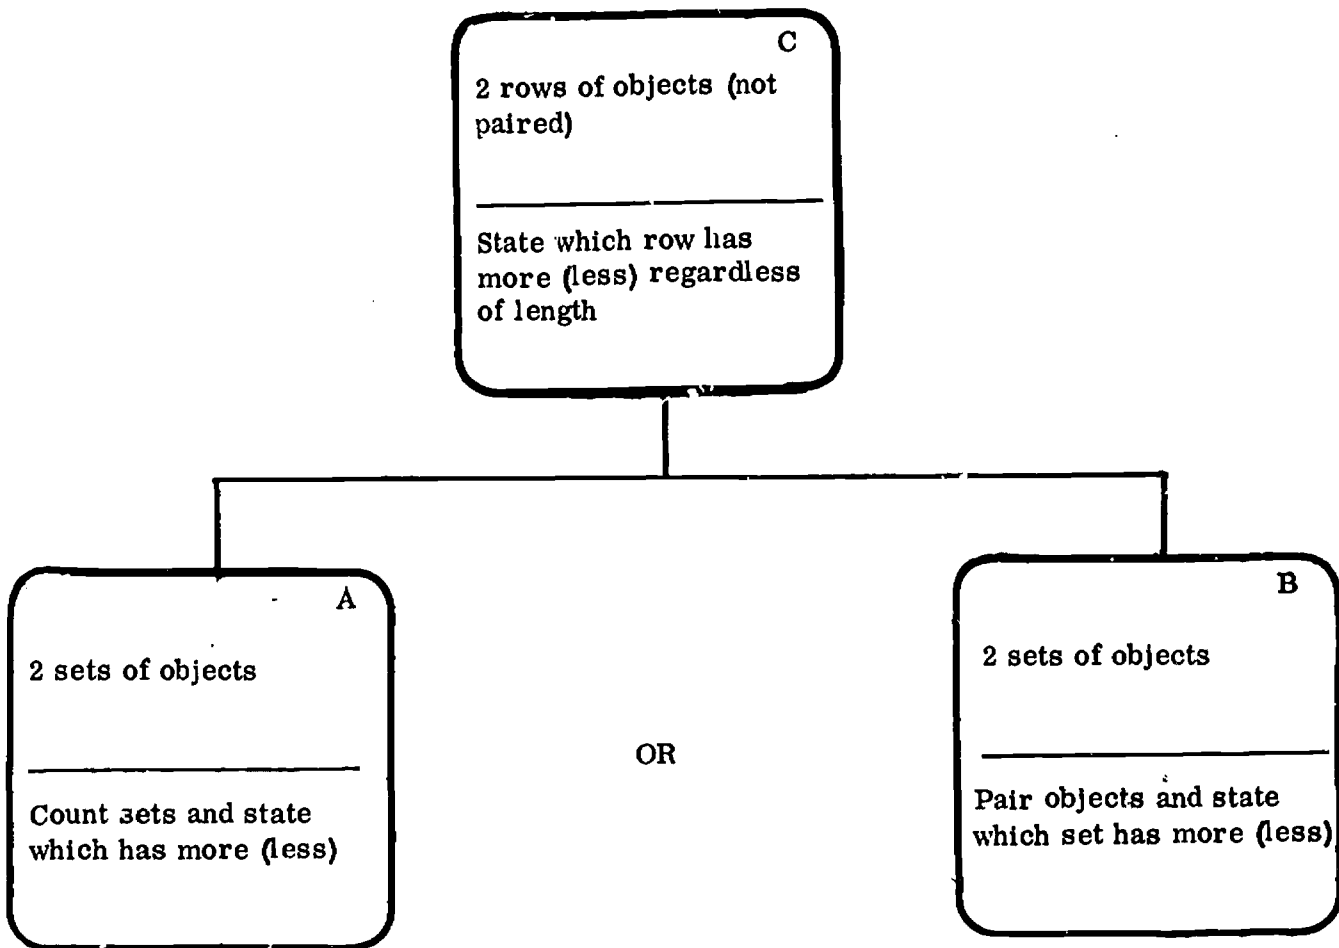 C
2 rows of objects (not
paired)
State which row has
more (less) regardless
of length
A
2 sets of objects
Count sets and state
which has more (less)
OR
B
2 sets of objects
Pair objects and state
which set has more (less)